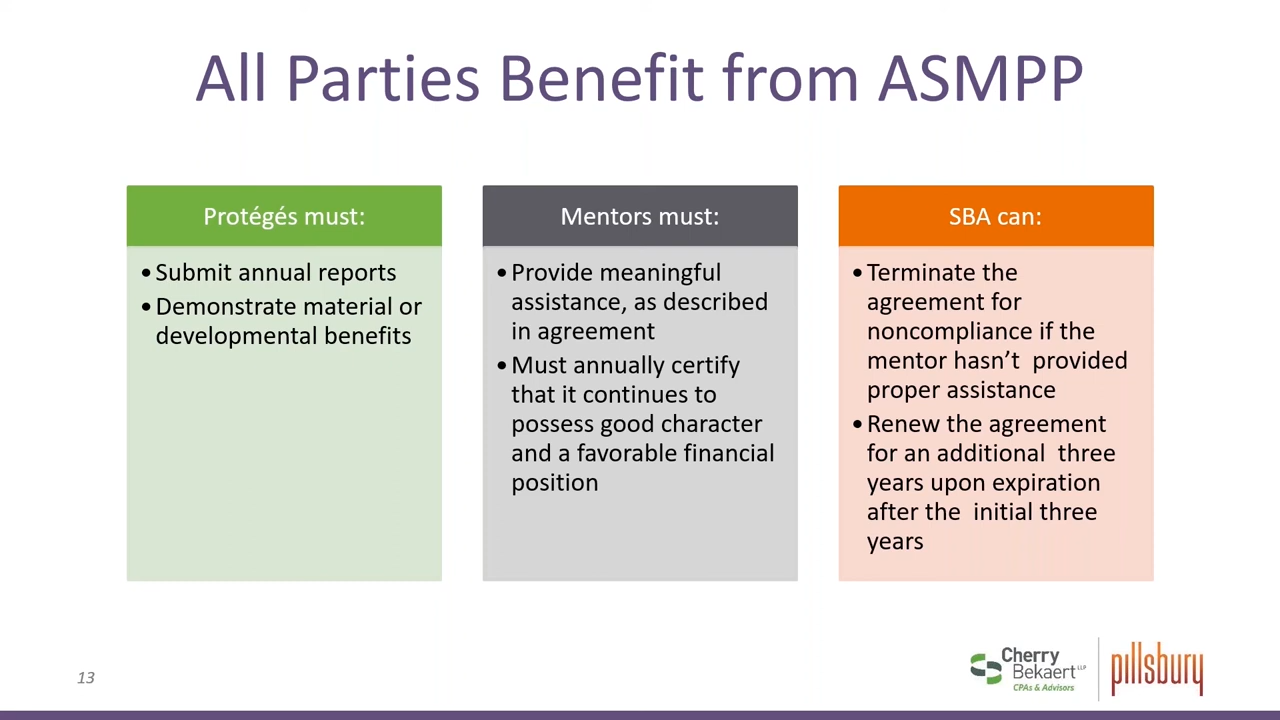 All Parties Benefit from ASMPP
Protégés must:
• Submit annual reports
• Demonstrate material or
developmental benefits
Mentors must:
• Provide meaningful
assistance, as described
in agreement
• Must annually certify
that it continues to
possess good character
and a favorable financial
position
SBA can:
• Terminate the
agreement for
noncompliance if the
mentor hasn’t provided
proper assistance
• Renew the agreement
for an additional three
years upon expiration
after the initial three
years
13
Cherry
Bekaert LLP
CPAs & Advisors
pillsbury